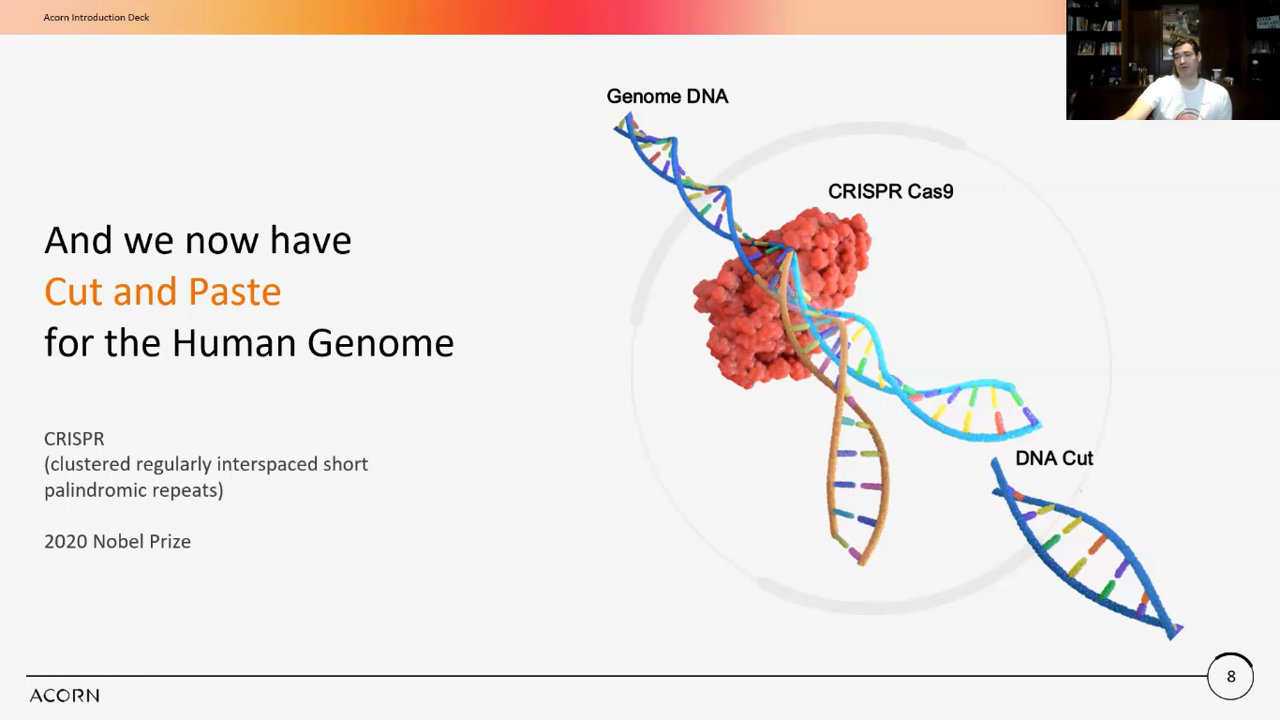 Acorn Introduction Deck
Genome DNA
CRISPR Cas9
And we now have
Cut and Paste
for the Human Genome
CRISPR
(clustered regularly interspaced short
palindromic repeats)
2020 Nobel Prize
DNA Cut
ACORN
8